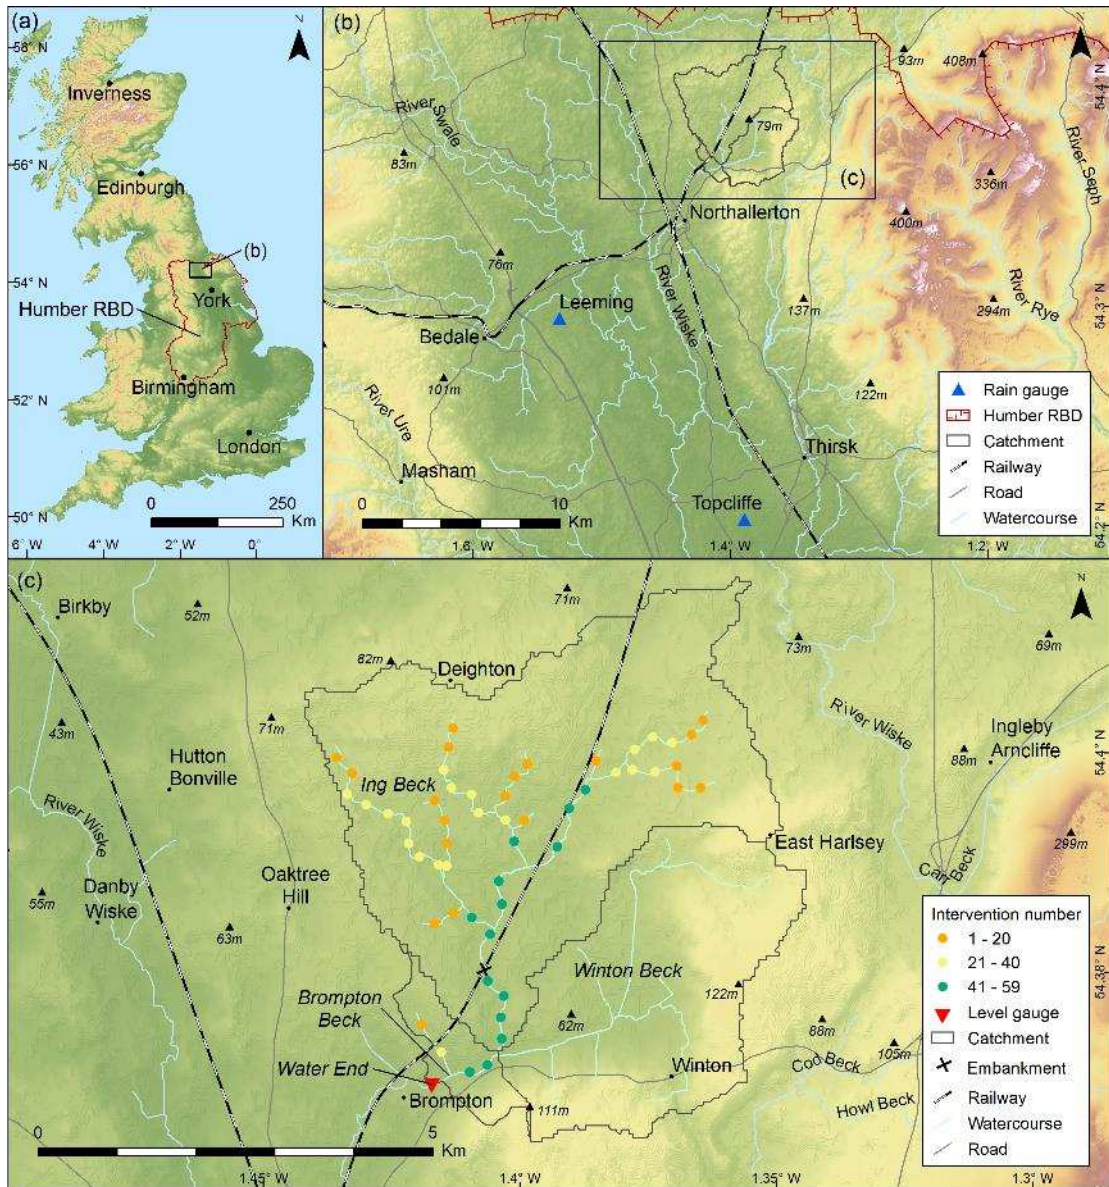 (a)
58° N
Inverness
56° N
Edinburgh
(b)
54° N
York
Humber RBD
Birmingham
52° N
London
0
250
Km
50° N
6° W
4° W
2° W
0°
(b)
N
93m
408m
54.4° N
River Swale
79m
83m
(c)
336m
River Seph
Northallerton
400m
76m
River Wiske
Leeming
137m
294m
River Rye
54.3° N
Bedale
101m
122m
River Ure
Masham
Thirsk
0
10
Km
Topcliffe
Rain gauge
Humber RBD
Catchment
Railway
Road
Watercourse
54.2° N
1.6° W
1.4° W
1.2° W
(c)
N
Birkby
52m
71m
82m
Deighton
73m
69m
43m
71m
River Wiske
Ingleby
Arncliffe
54.4° N
Hutton
Bonville
Ing Beck
88m
River Wiske
East Harlsey
299m
Oaktree
Hill
Carr Beck
55m
Danby
Wiske
63m
Winton Beck
122m
54.38° N
Brompton
Beck
62m
88m
105m
Water End
Winton
Cod Beck
Brompton
111m
Howl Beck
0
5
Km
Intervention number
1 - 20
21 - 40
41 - 59
Level gauge
Catchment
Embankment
Railway
Watercourse
Road
1.45° W
1.4° W
1.35° W
1.3° W